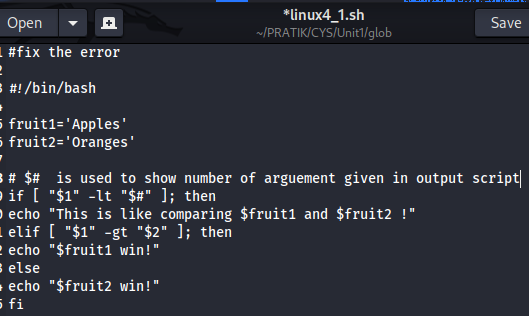 Open
*linux4_1.sh
~/PRATIK/CYS/Unit1/glob
Save
1 #fix the error
2
3 #!/bin/bash
4
5 fruit1='Apples'
6 fruit2='Oranges'
7
8 # $#  is used to show number of arguement given in output script
9 if [ "$1" -lt "$#" ]; then
0 echo "This is like comparing $fruit1 and $fruit2 !"
1 elif [ "$1" -gt "$2" ]; then
2 echo "$fruit1 win!"
3 else
4 echo "$fruit2 win!"
5 fi